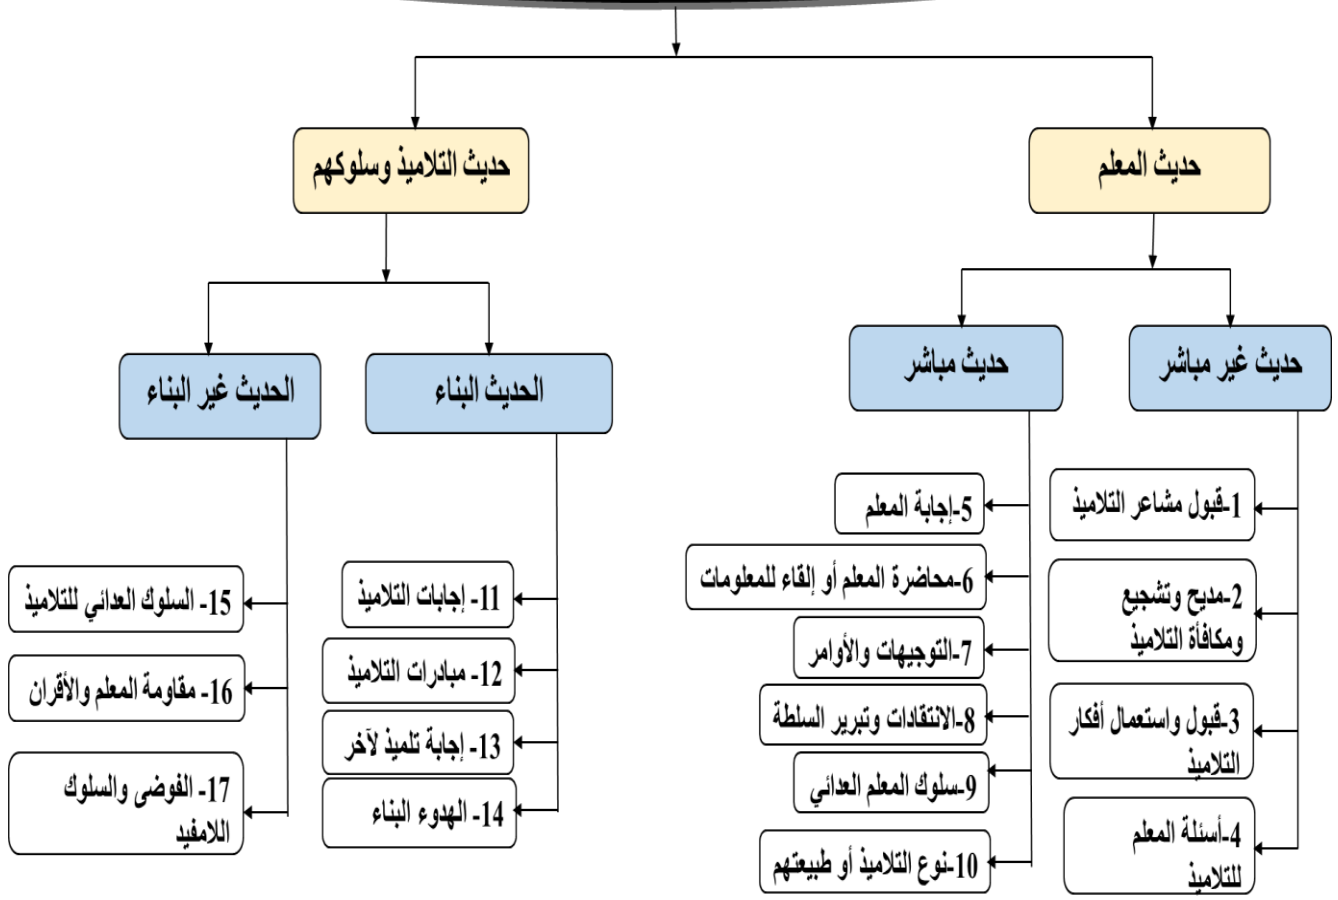 حديث المعلم
حديث التلاميذ وسلوكهم
حديث غير مباشر
حديث مباشر
الحديث البناء
الحديث غير البناء
1-قبول مشاعر التلاميذ
2-مديح وتشجيع
ومكافأة التلاميذ
3-قبول واستعمال أفكار
التلاميذ
4-أسئلة المعلم
للتلاميذ
5-إجابة المعلم
6-محاضرة المعلم أو إلقاء للمعلومات
7-التوجيهات والأوامر
8-الانتقادات وتبرير السلطة
9-سلوك المعلم العدائي
10-نوع التلاميذ أو طبيعتهم
11- إجابات التلاميذ
12- مبادرات التلاميذ
13- إجابة تلميذ لآخر
14- الهدوء البناء
15- السلوك العدائي للتلاميذ
16- مقاومة المعلم والأقران
17- الفوضى والسلوك
اللامفيد